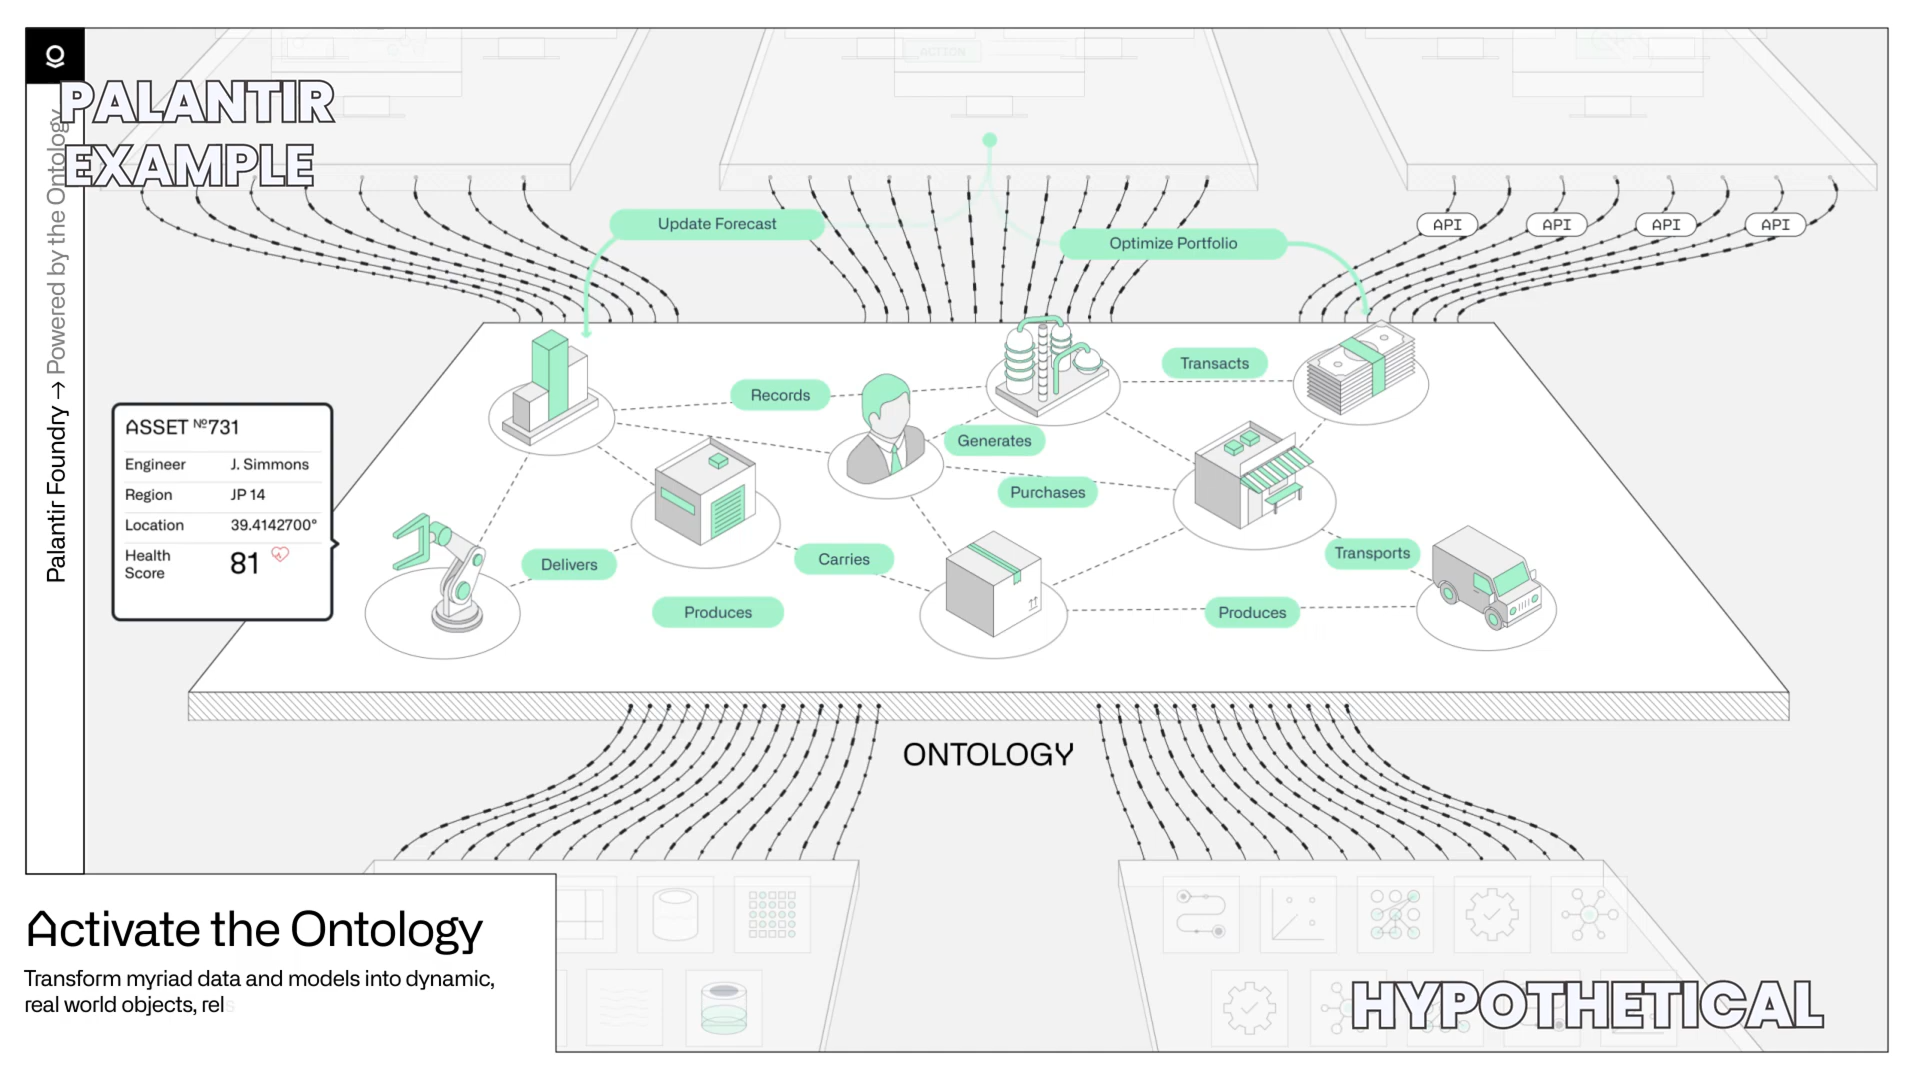 PALANTIR
EXAMPLE
Palantir Foundry → Powered by the Ontology
ACTION
Update Forecast
Optimize Portfolio
API
API
API
API
Records
Transacts
Generates
Purchases
ASSET №731
Engineer J. Simmons
Region JP 14
Location 39.4142700°
Health
Score 81
Delivers
Carries
Transports
Produces
Produces
ONTOLOGY
Activate the Ontology
Transform myriad data and models into dynamic,
real world objects, rels
HYPOTHETICAL